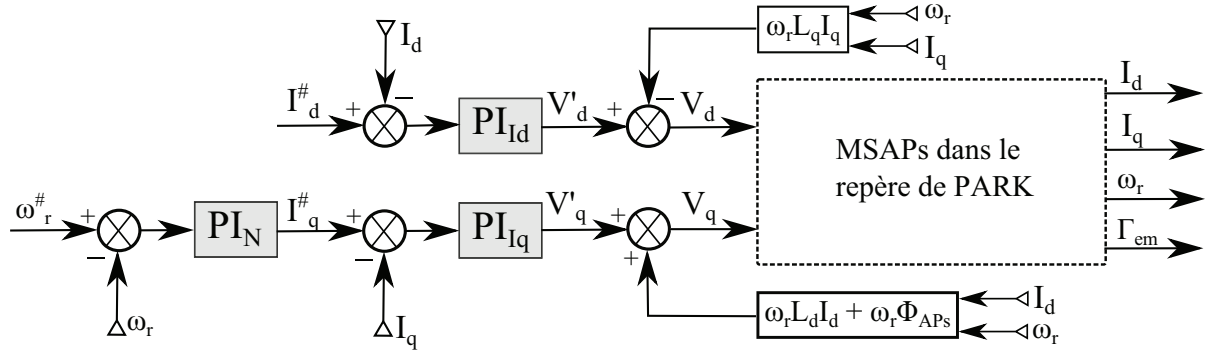 I_d
ω_r L_q I_q
ω_r
I_q
I^#_d
+
−
PI_Id
V'_d
+
−
V_d
MSAPs dans le
repère de PARK
I_d
I_q
ω_r
Γ_em
ω^#_r
+
−
PI_N
I^#_q
+
−
PI_Iq
V'_q
+
+
V_q
ω_r
I_q
ω_r L_d I_d + ω_r Φ_APs
I_d
ω_r